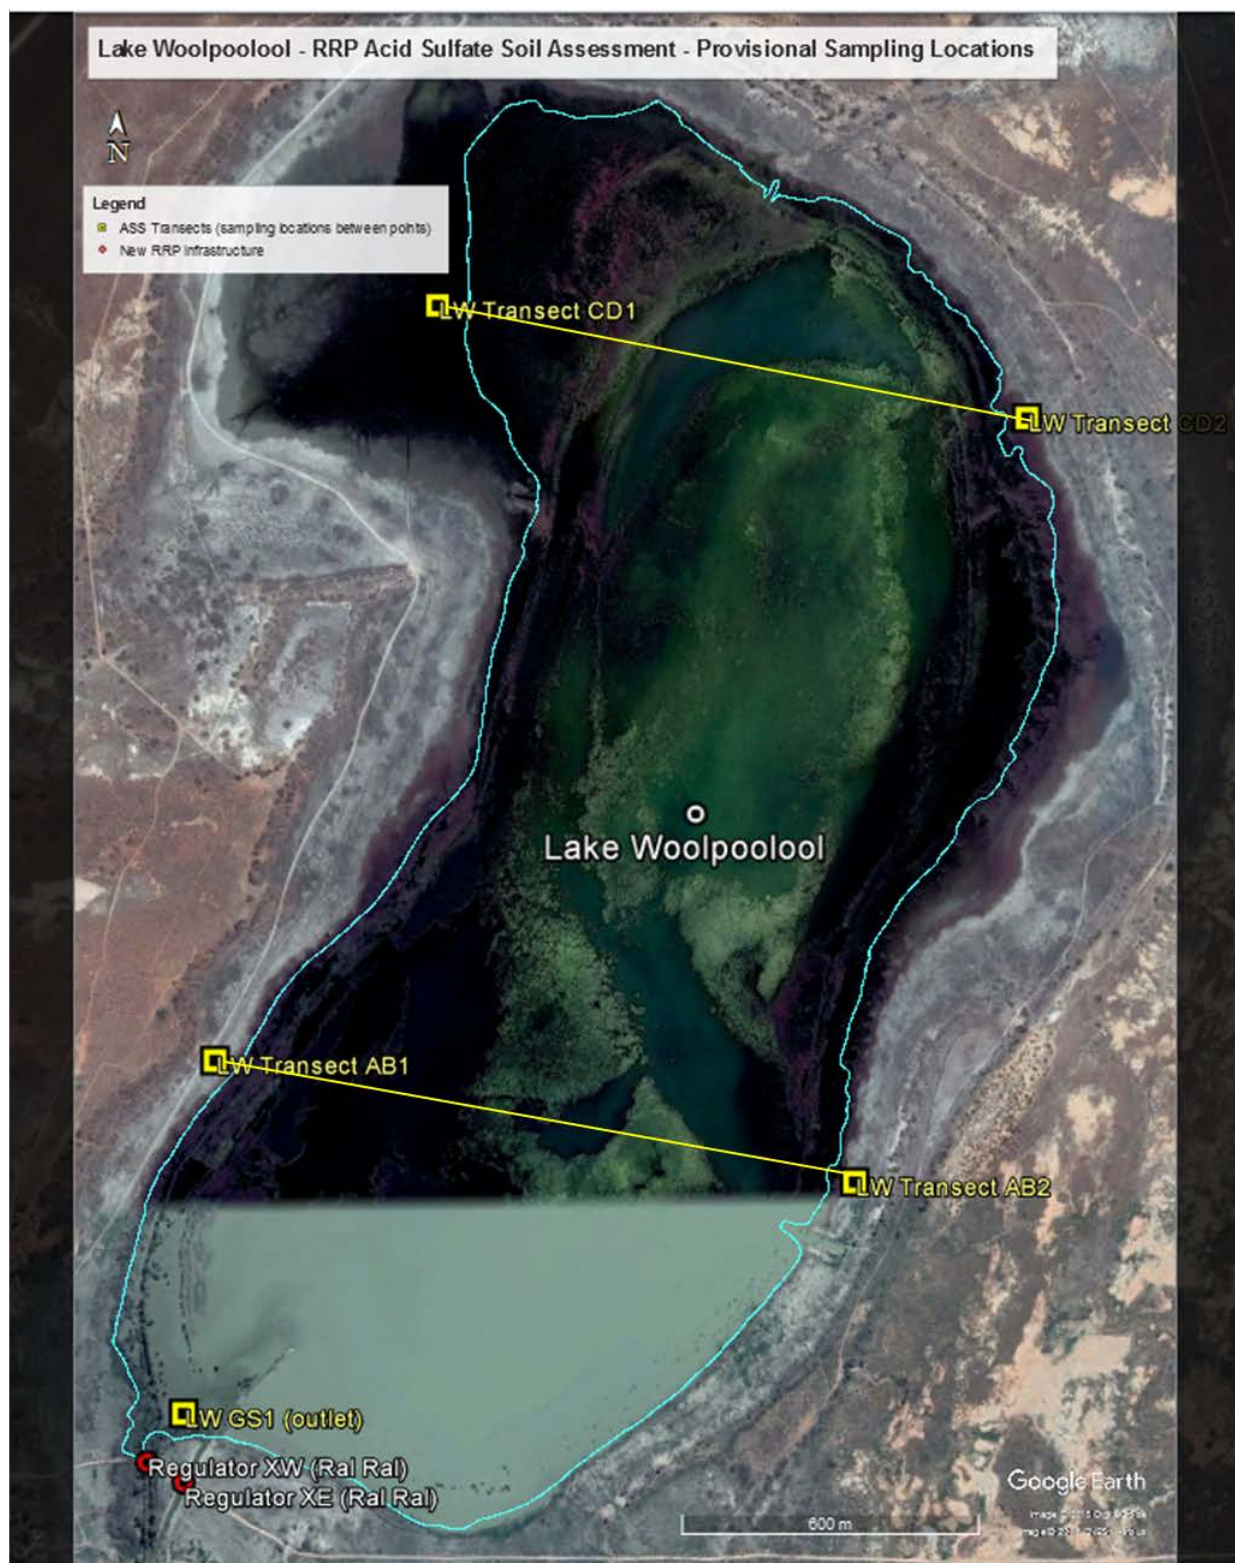 Lake Woolpoolool - RRP Acid Sulfate Soil Assessment - Provisional Sampling Locations
N
Legend
ASS Transects (sampling locations between points)
New RRP Infrastructure
LW Transect CD1
LW Transect CD2
Lake Woolpoolool
LW Transect AB1
LW Transect AB2
LW GS1 (outlet)
Regulator XW (Ral Ral)
Regulator XE (Ral Ral)
Google Earth
600 m